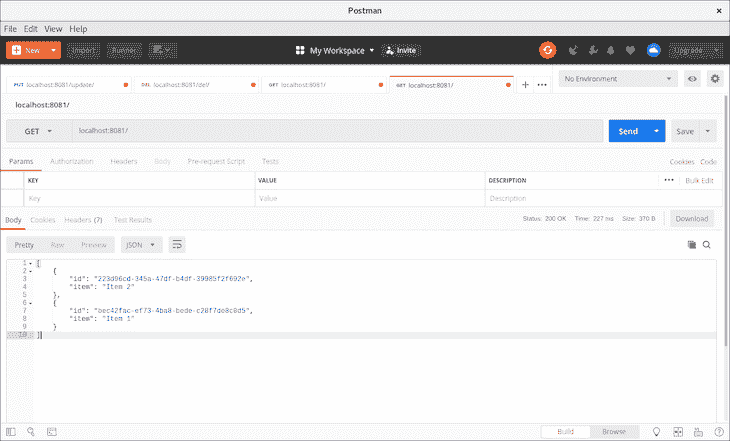 Postman
File Edit View Help
New Import Runner My Workspace Invite Upgrade
PUT localhost:8081/update/ DEL localhost:8081/del/ GET localhost:8081/ GET localhost:8081/ No Environment
localhost:8081/
GET localhost:8081/ Send Save
Params Authorization Headers Body Pre-request Script Tests Cookies Code
KEY VALUE DESCRIPTION Bulk Edit
Key Value Description
Body Cookies Headers (7) Test Results Status: 200 OK Time: 227 ms Size: 370 B Download
Pretty Raw Preview JSON
1 [
2 {
3 "id": "223d96cd-345a-47df-b4df-39985f2f692e",
4 "item": "Item 2"
5 },
6 {
7 "id": "bec42fac-ef73-4ba8-bede-c28f7de8c8d5",
8 "item": "Item 1"
9 }
10 ]
Build Browse